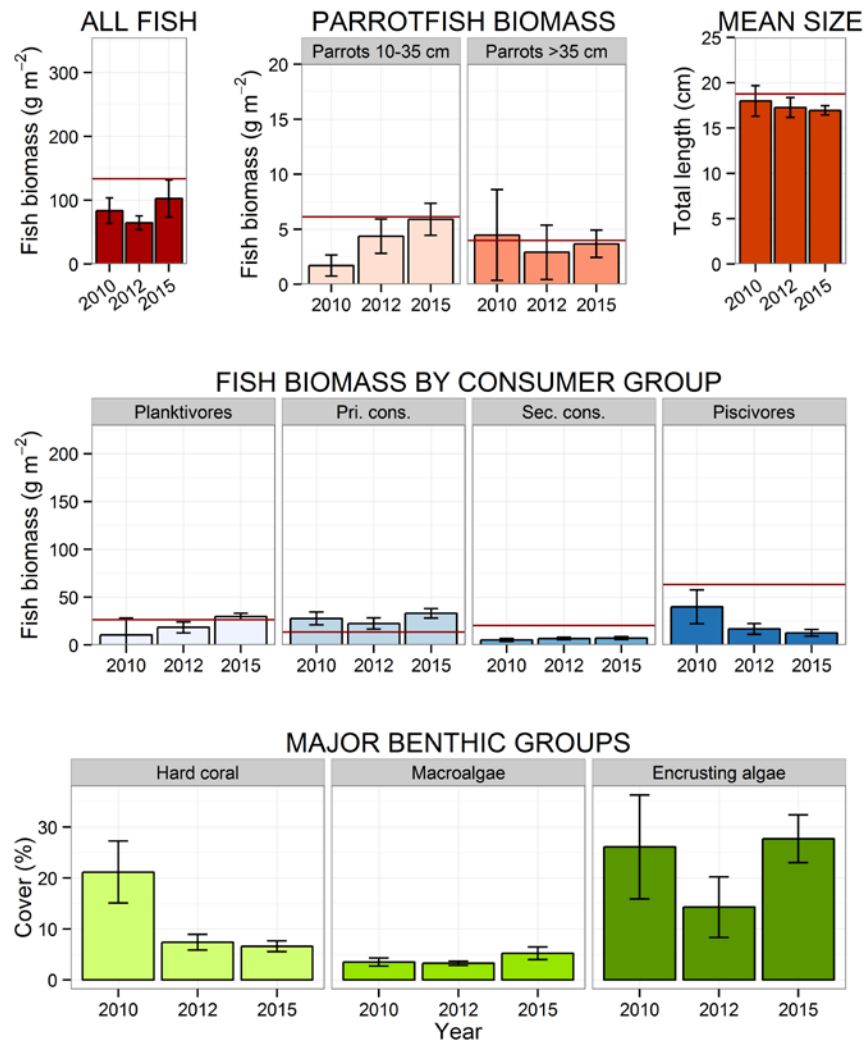 ALL FISH
Fish biomass (g m⁻²)
300
200
100
0
2010 2012 2015
PARROTFISH BIOMASS
Parrots 10-35 cm Parrots >35 cm
Fish biomass (g m⁻²)
20
15
10
5
0
2010 2012 2015 2010 2012 2015
MEAN SIZE
Total length (cm)
25
20
15
10
5
0
2010 2012 2015
FISH BIOMASS BY CONSUMER GROUP
Planktivores Pri. cons. Sec. cons. Piscivores
Fish biomass (g m⁻²)
200
150
100
50
0
2010 2012 2015 2010 2012 2015 2010 2012 2015 2010 2012 2015
MAJOR BENTHIC GROUPS
Hard coral Macroalgae Encrusting algae
Cover (%)
30
20
10
0
2010 2012 2015 2010 2012 2015 2010 2012 2015
Year